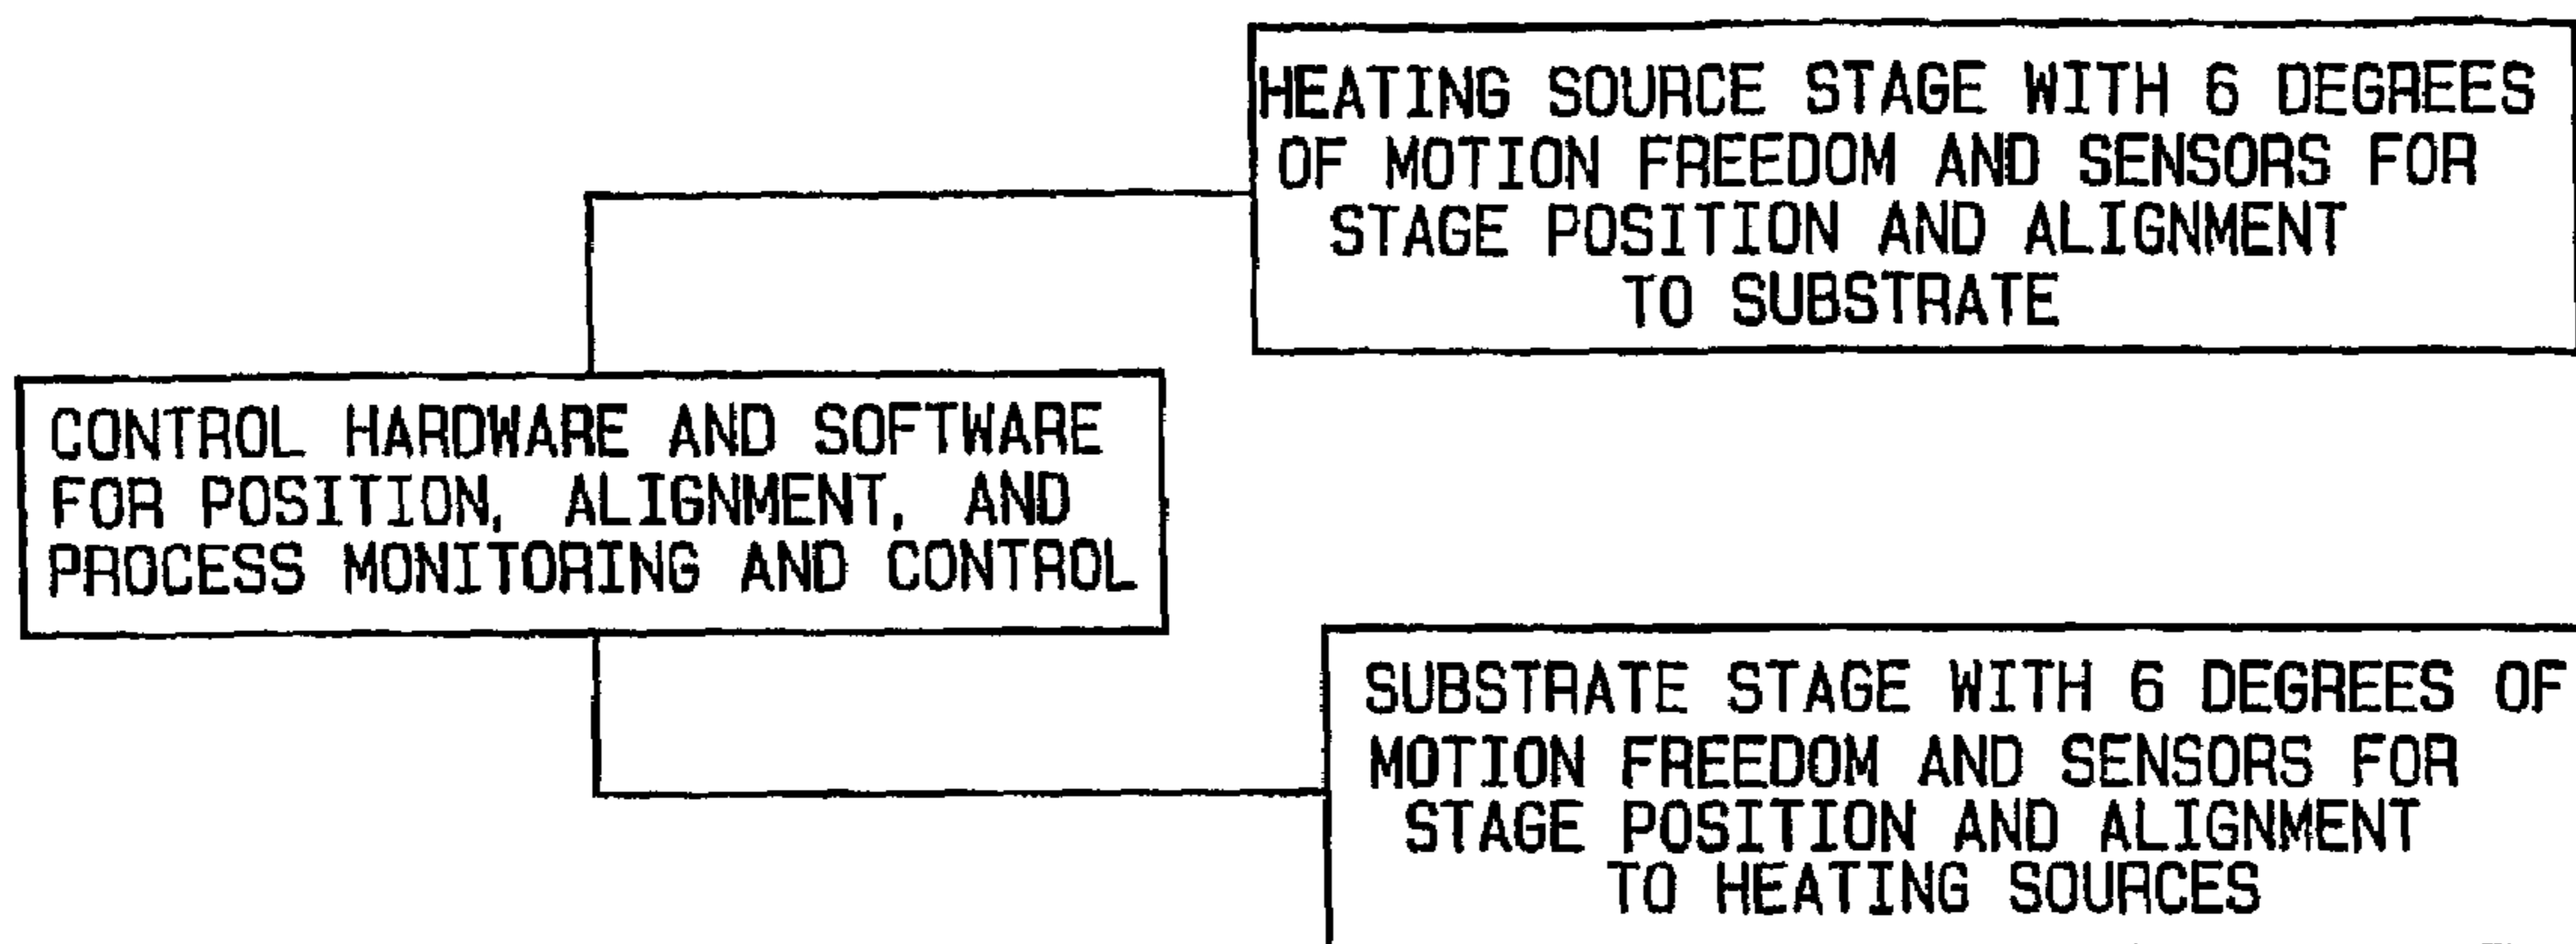 HEATING SOURCE STAGE WITH 6 DEGREES
OF MOTION FREEDOM AND SENSORS FOR
STAGE POSITION AND ALIGNMENT
TO SUBSTRATE
CONTROL HARDWARE AND SOFTWARE
FOR POSITION, ALIGNMENT, AND
PROCESS MONITORING AND CONTROL
SUBSTRATE STAGE WITH 6 DEGREES OF
MOTION FREEDOM AND SENSORS FOR
STAGE POSITION AND ALIGNMENT
TO HEATING SOURCES